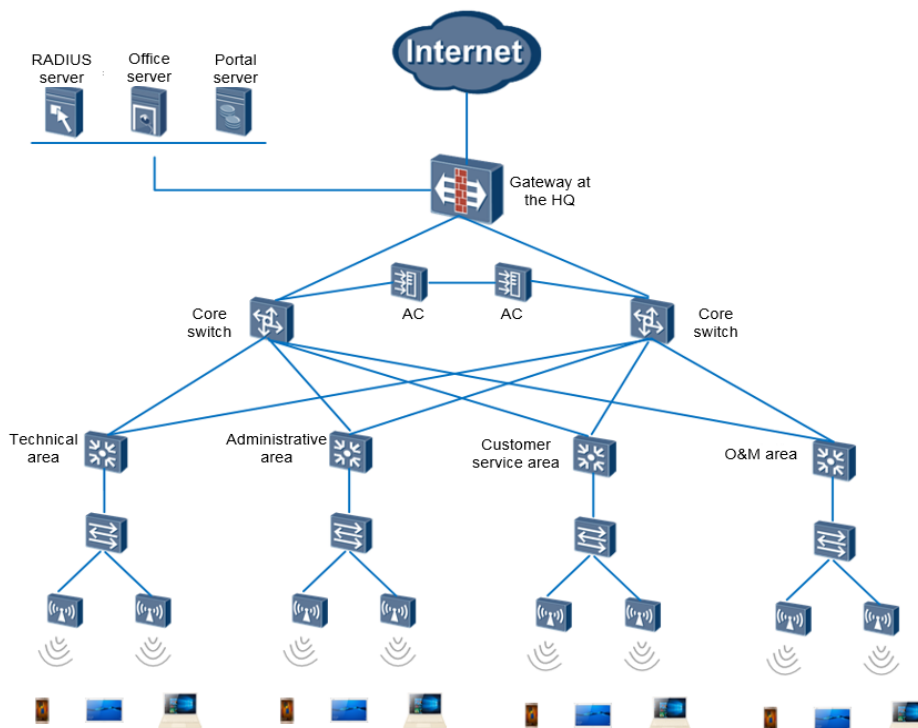 Internet
RADIUS
server
Office
server
Portal
server
Gateway at
the HQ
AC
AC
Core
switch
Core
switch
Technical
area
Administrative
area
Customer
service area
O&M area